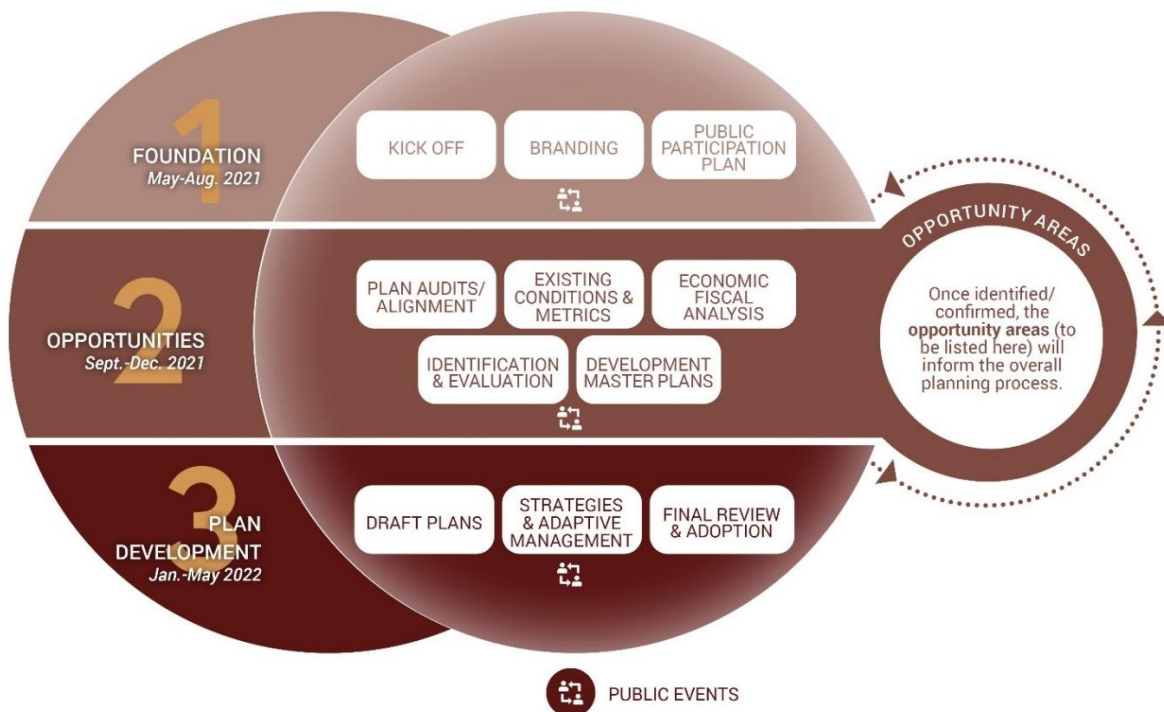 1
FOUNDATION
May-Aug. 2021
KICK OFF
BRANDING
PUBLIC
PARTICIPATION
PLAN
2
OPPORTUNITIES
Sept.-Dec. 2021
PLAN AUDITS/
ALIGNMENT
EXISTING
CONDITIONS &
METRICS
ECONOMIC
FISCAL
ANALYSIS
IDENTIFICATION
& EVALUATION
DEVELOPMENT
MASTER PLANS
OPPORTUNITY AREAS
Once identified/
confirmed, the
opportunity areas (to
be listed here) will
inform the overall
planning process.
3
PLAN
DEVELOPMENT
Jan.-May 2022
DRAFT PLANS
STRATEGIES
& ADAPTIVE
MANAGEMENT
FINAL REVIEW
& ADOPTION
PUBLIC EVENTS